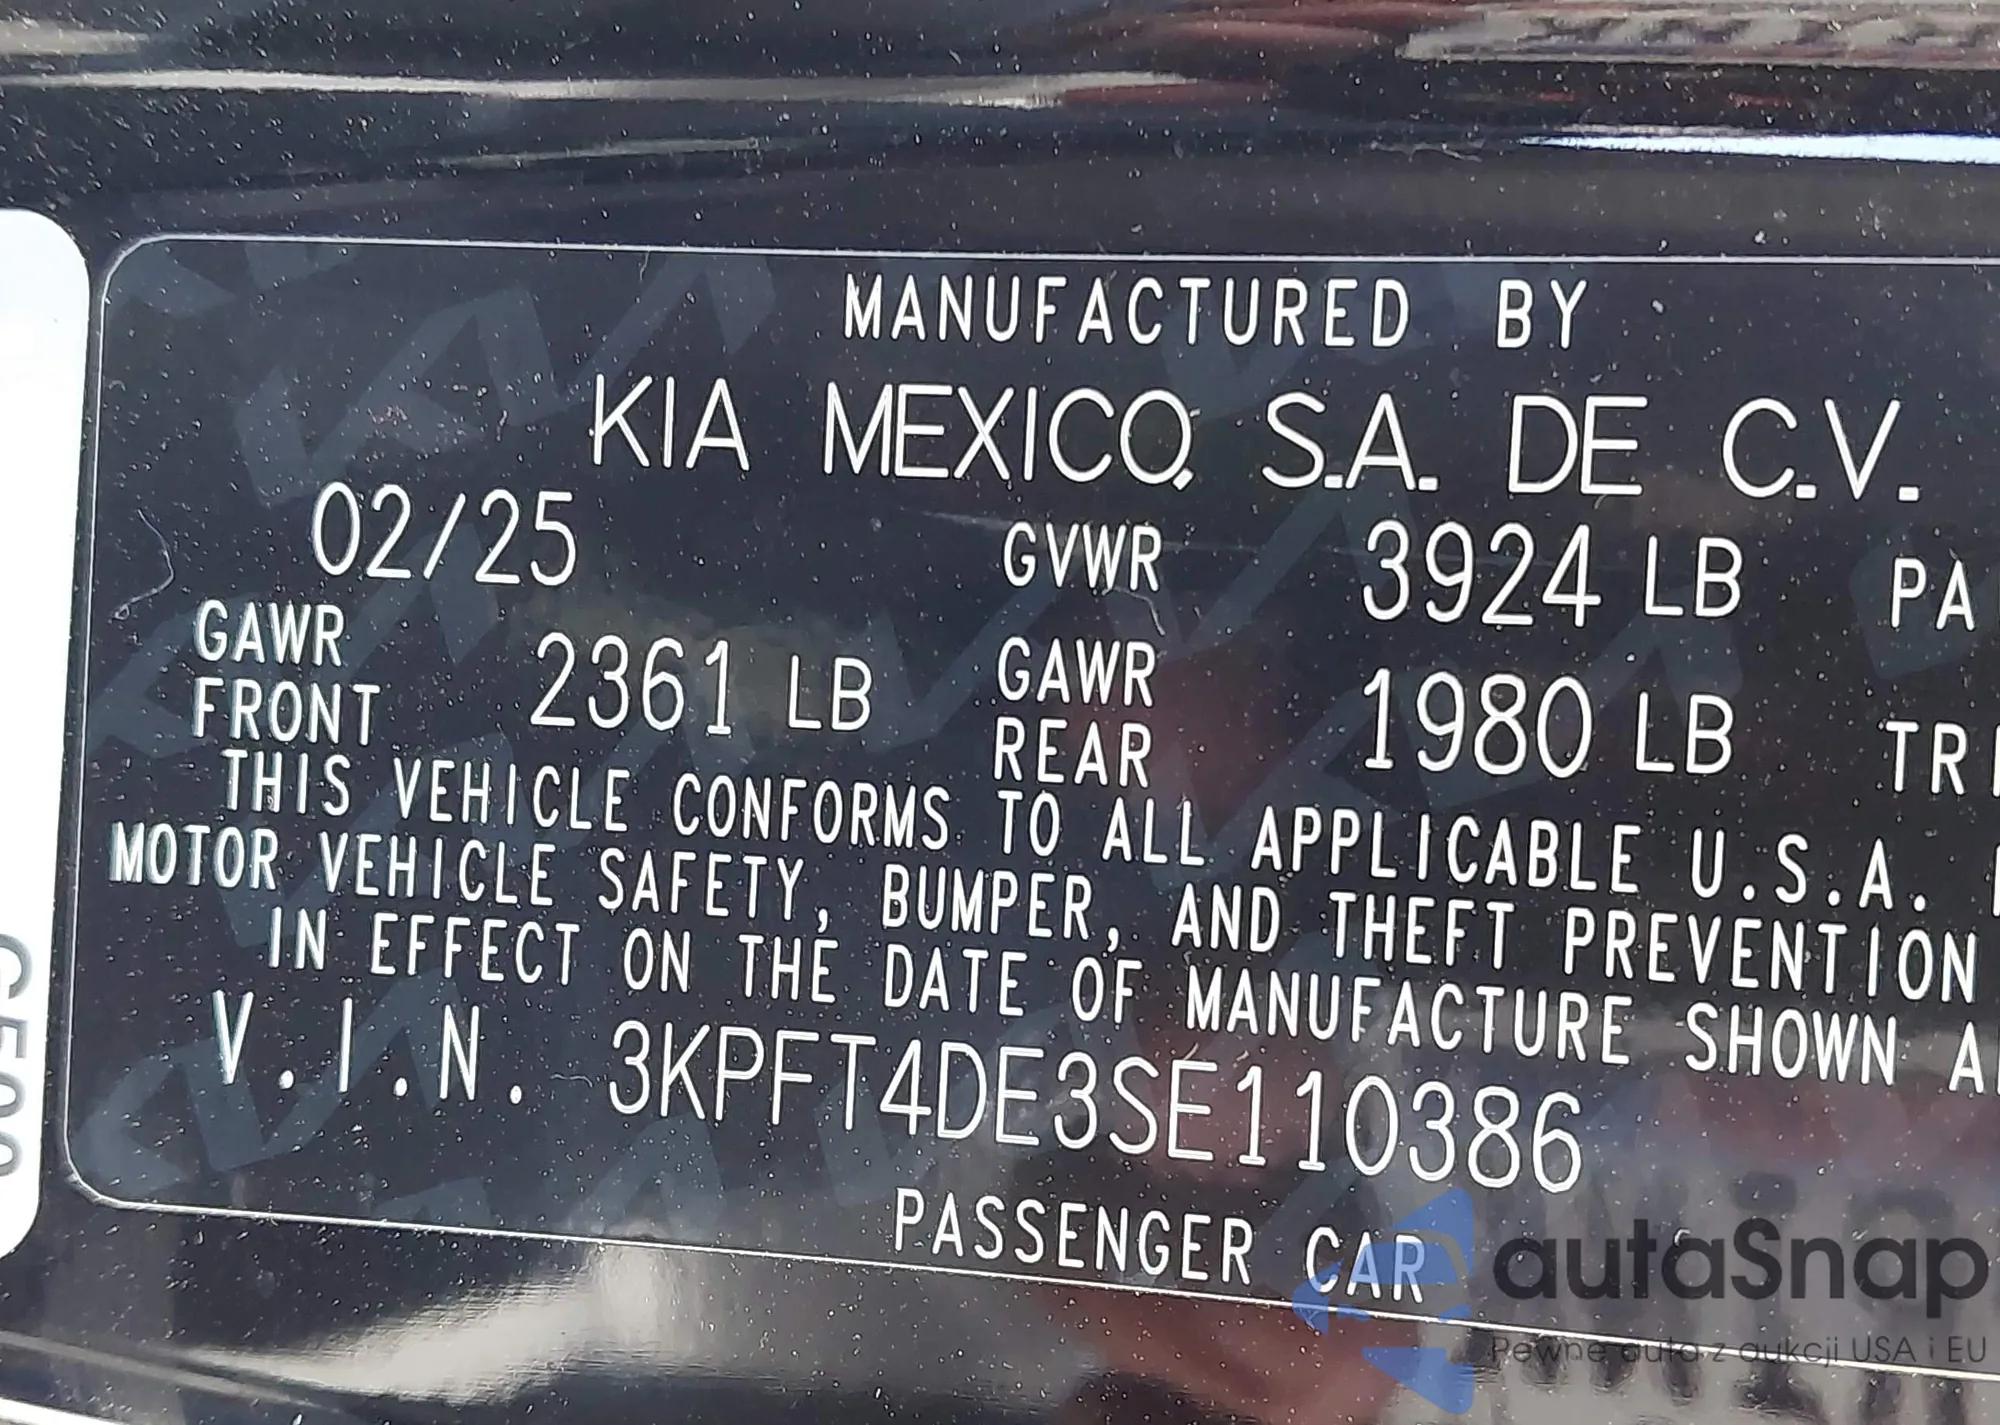 MANUFACTURED BY
KIA MEXICO, S.A. DE C.V.
02/25 GVWR 3924 LB PA
GAWR FRONT 2361 LB GAWR REAR 1980 LB TR
THIS VEHICLE CONFORMS TO ALL APPLICABLE U.S.A.
MOTOR VEHICLE SAFETY, BUMPER, AND THEFT PREVENTION
IN EFFECT ON THE DATE OF MANUFACTURE SHOWN A
V.I.N. 3KPFT4DE3SE110386
PASSENGER CAR
autaSnap
Pewne auta z aukcji USA i EU